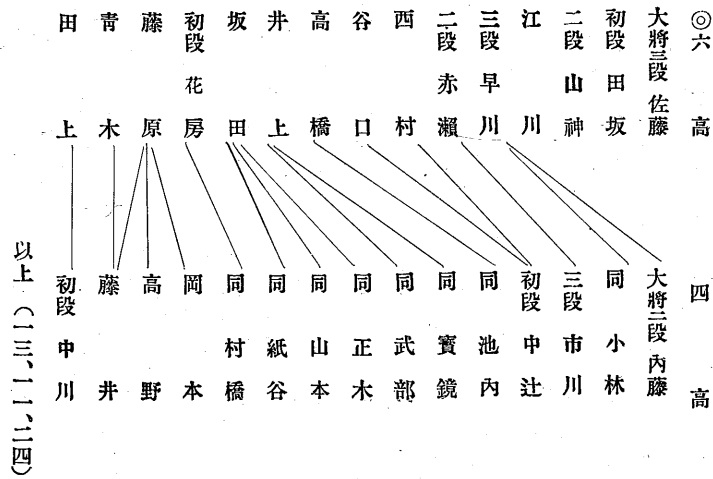 ◎六高
大將三段 佐藤
初段 田坂
二段 山神
江川
三段 早川
二段 赤瀨
西村
谷口
高橋
井上
坂田
初段 花房
藤原
青木
田上
四高
大將二段 內藤
同 小林
三段 市川
初段 中辻
同 池內
同 寶鏡
同 武部
同 正木
同 山本
同 紙谷
同 村橋
岡本
高野
藤井
初段 中川
以上(一三、一一、二四)